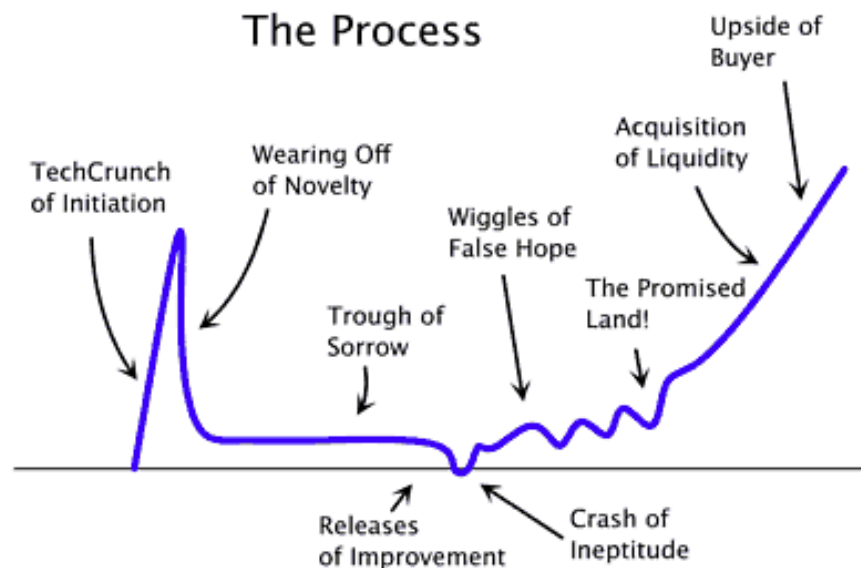 The Process
TechCrunch
of Initiation
Wearing Off
of Novelty
Trough of
Sorrow
Releases
of Improvement
Crash of
Ineptitude
Wiggles of
False Hope
The Promised
Land!
Acquisition
of Liquidity
Upside of
Buyer